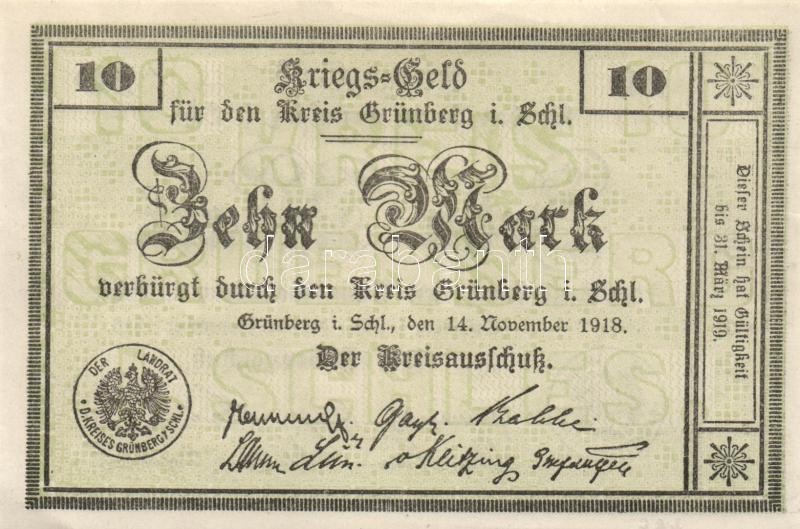 10
10
Kriegs-Geld
für den Kreis Grünberg i. Schl.
Zehn Mark
verbürgt durch den Kreis Grünberg i. Schl.
Grünberg i. Schl., den 14. November 1918.
Der Kreisausschuß.
DER LANDRAT
D. KREISES GRÜNBERG / SCHL.
v Kleitzing
Dieser Schein hat Gültigkeit
bis 31. März 1919.
darabanth